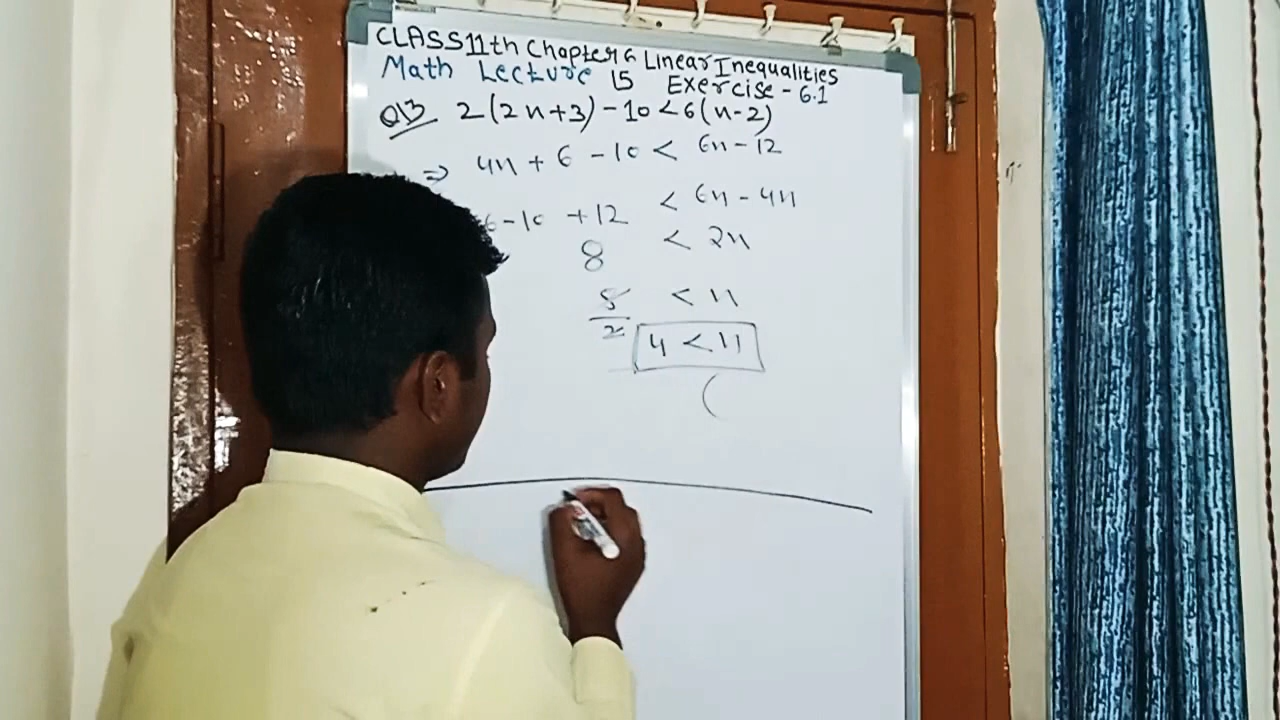 CLASS 11th Chapter 6 Linear Inequalities
Math Lecture 15 Exercise - 6.1
Q13 2(2x+3) - 10 < 6(x-2)
⇒ 4x + 6 - 10 < 6x - 12
6 - 10 + 12 < 6x - 4x
8 < 2x
8/2 < x
4 < x
(